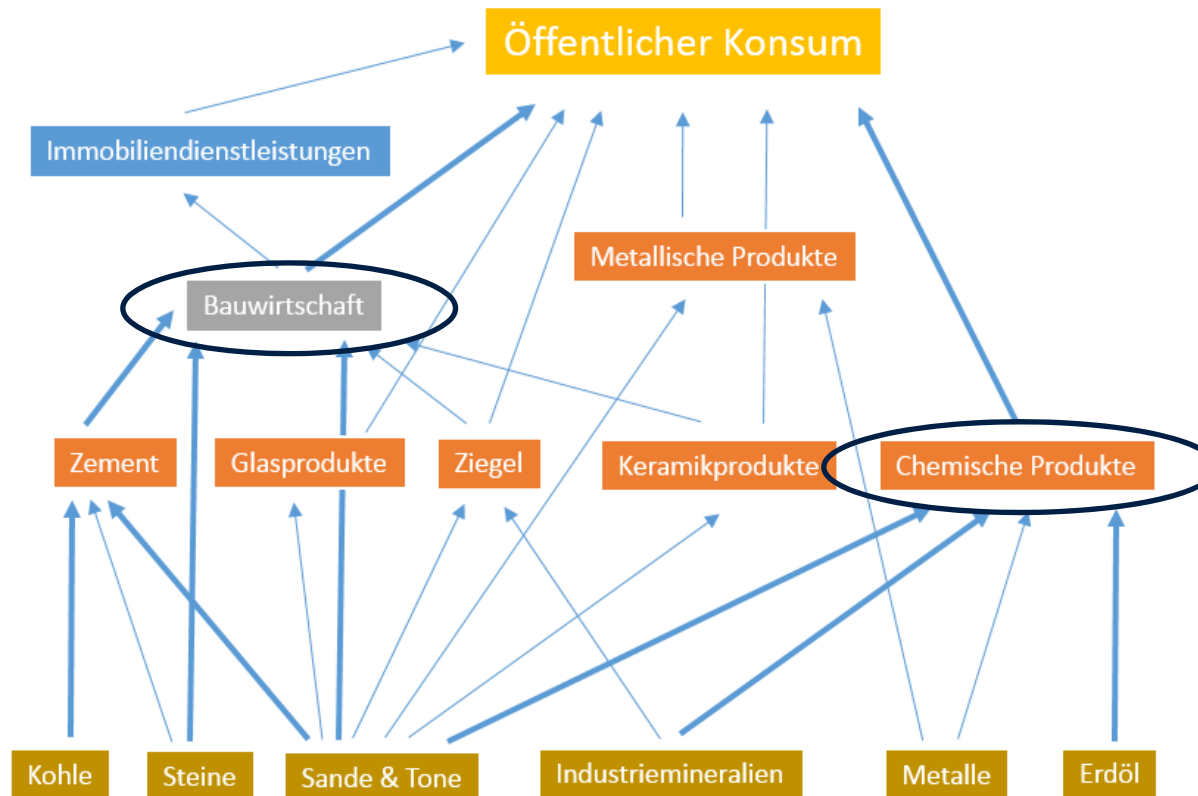 Öffentlicher Konsum
Immobiliendienstleistungen
Metallische Produkte
Bauwirtschaft
Zement
Glasprodukte
Ziegel
Keramikprodukte
Chemische Produkte
Kohle
Steine
Sande & Tone
Industriemineralien
Metalle
Erdöl